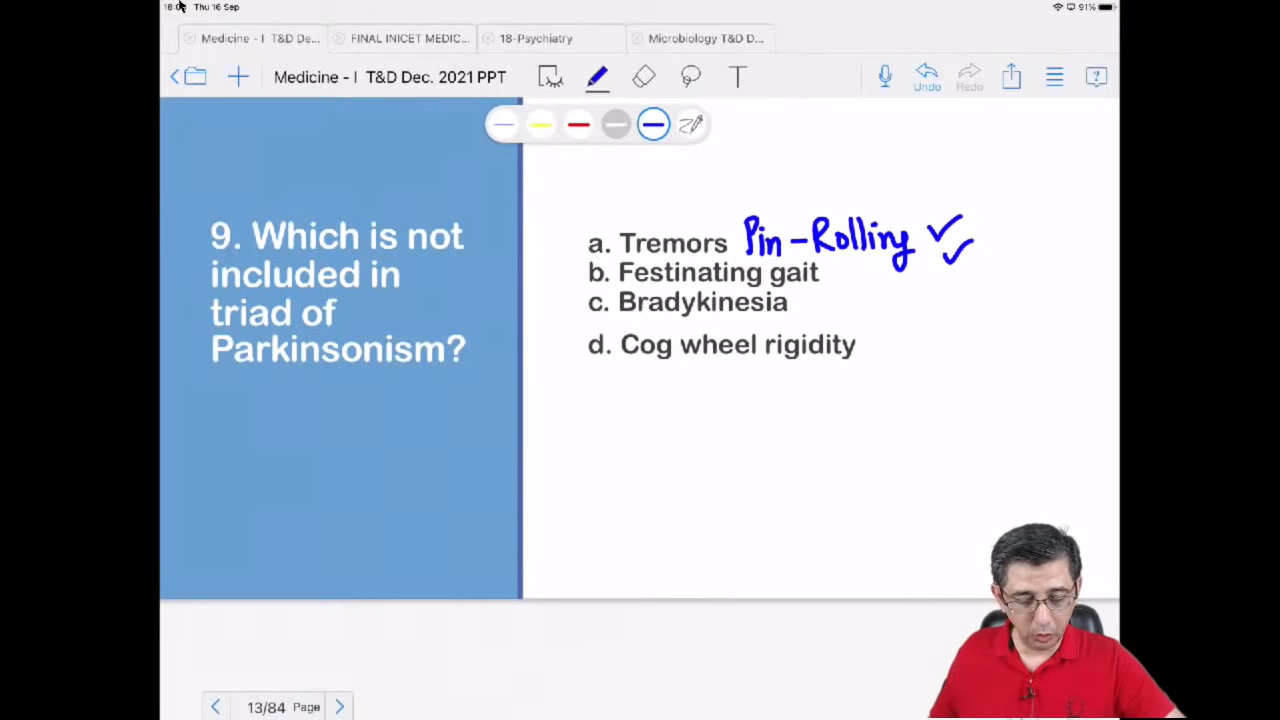 Thu 16 Sep
91%
Medicine - I T&D De...
FINAL INICET MEDIC...
18-Psychiatry
Microbiology T&D D...
Medicine - I T&D Dec. 2021 PPT
T
Undo
Redo
?
9. Which is not
included in
triad of
Parkinsonism?
a. Tremors Pin-Rolling
b. Festinating gait
c. Bradykinesia
d. Cog wheel rigidity
13/84 Page